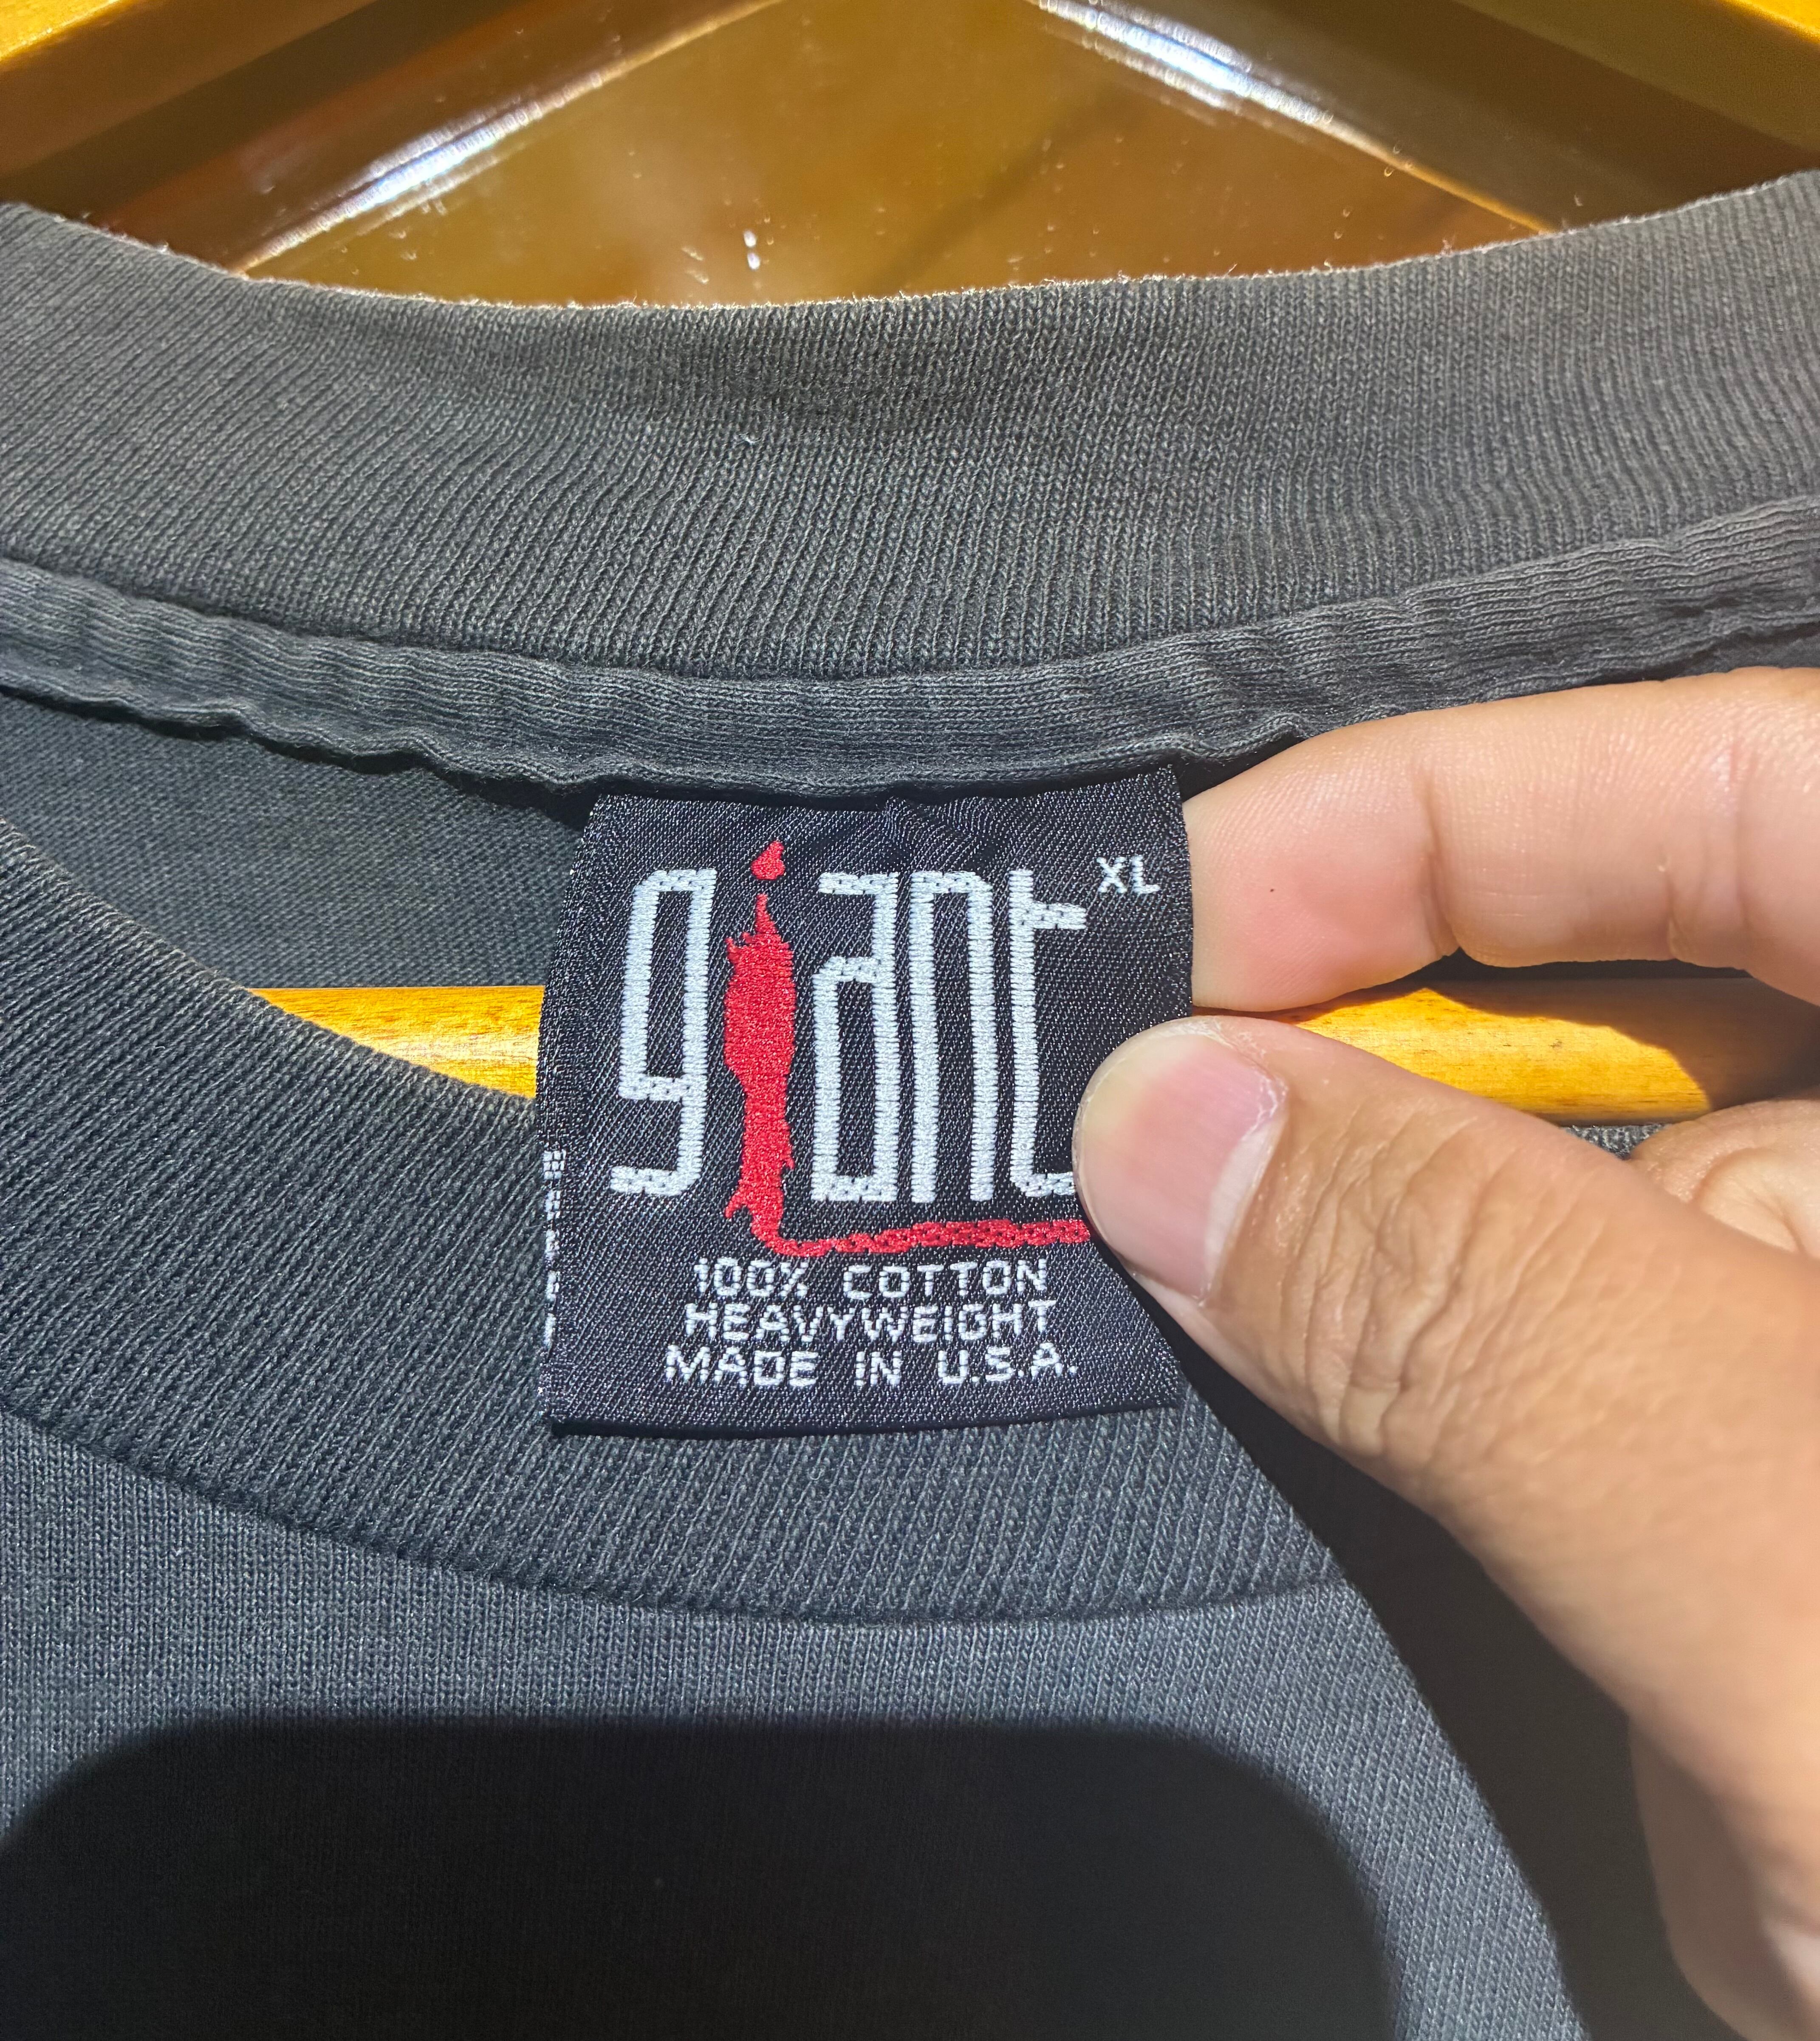 giant
XL
100% COTTON
HEAVYWEIGHT
MADE IN U.S.A.